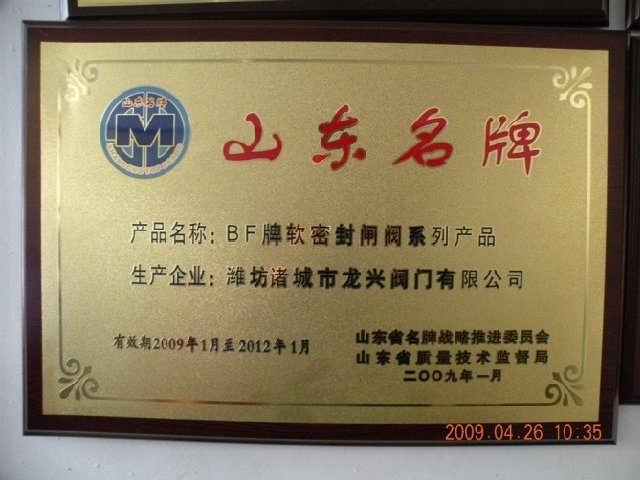 山东名牌
山东名牌
产品名称：BF牌软密封闸阀系列产品
生产企业：潍坊诸城市龙兴阀门有限公司
有效期2009年1月至2012年1月
山东省名牌战略推进委员会
山东省质量技术监督局
二〇〇九年一月
2009.04.26 10:35